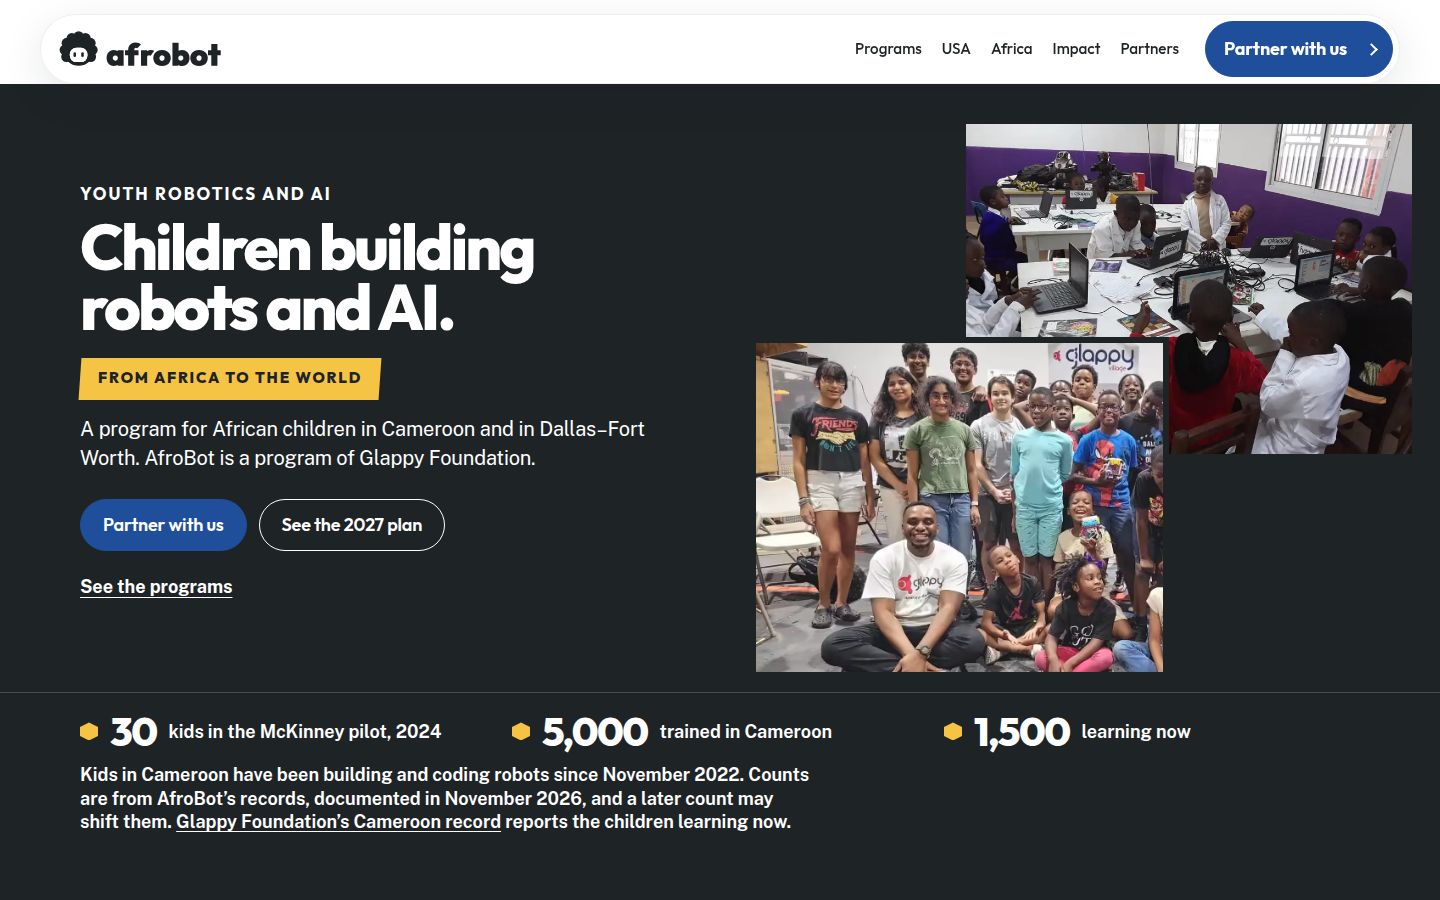 afrobot
Programs USA Africa Impact Partners Partner with us
YOUTH ROBOTICS AND AI
Children building
robots and AI.
FROM AFRICA TO THE WORLD
A program for African children in Cameroon and in Dallas–Fort
Worth. AfroBot is a program of Glappy Foundation.
Partner with us
See the 2027 plan
See the programs
glappy
village
FRIENDS
glappy
30 kids in the McKinney pilot, 2024
5,000 trained in Cameroon
1,500 learning now
Kids in Cameroon have been building and coding robots since November 2022. Counts
are from AfroBot’s records, documented in November 2026, and a later count may
shift them. Glappy Foundation’s Cameroon record reports the children learning now.